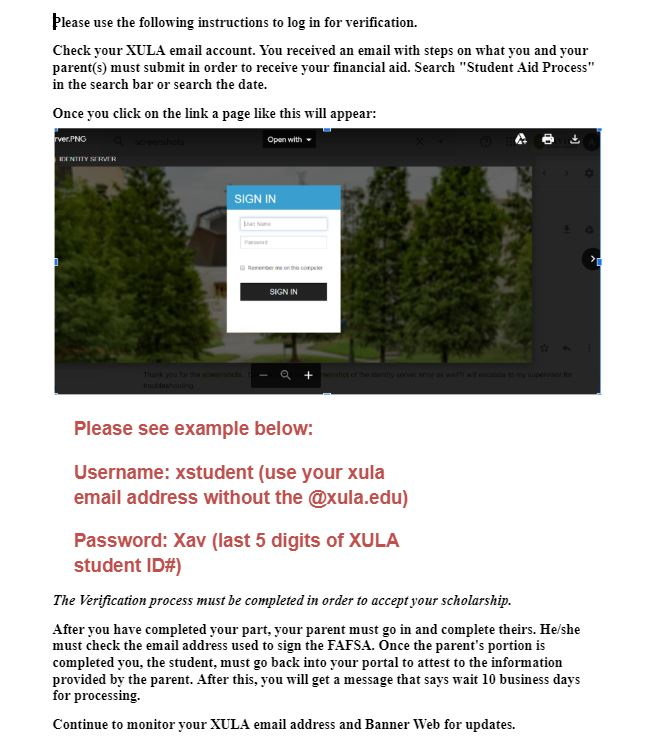 Please use the following instructions to log in for verification.
Check your XULA email account. You received an email with steps on what you and your
parent(s) must submit in order to receive your financial aid. Search "Student Aid Process"
in the search bar or search the date.
Once you click on the link a page like this will appear:
rver.PNG
screenshots
Open with
IDENTITY SERVER
SIGN IN
User Name
Password
Remember me on this computer
SIGN IN
Thank you for the screenshots.
screenshot of the identity server error as well? I will escalate to my supervisor for
troubleshooting.
Please see example below:
Username: xstudent (use your xula
email address without the @xula.edu)
Password: Xav (last 5 digits of XULA
student ID#)
The Verification process must be completed in order to accept your scholarship.
After you have completed your part, your parent must go in and complete theirs. He/she
must check the email address used to sign the FAFSA. Once the parent's portion is
completed you, the student, must go back into your portal to attest to the information
provided by the parent. After this, you will get a message that says wait 10 business days
for processing.
Continue to monitor your XULA email address and Banner Web for updates.